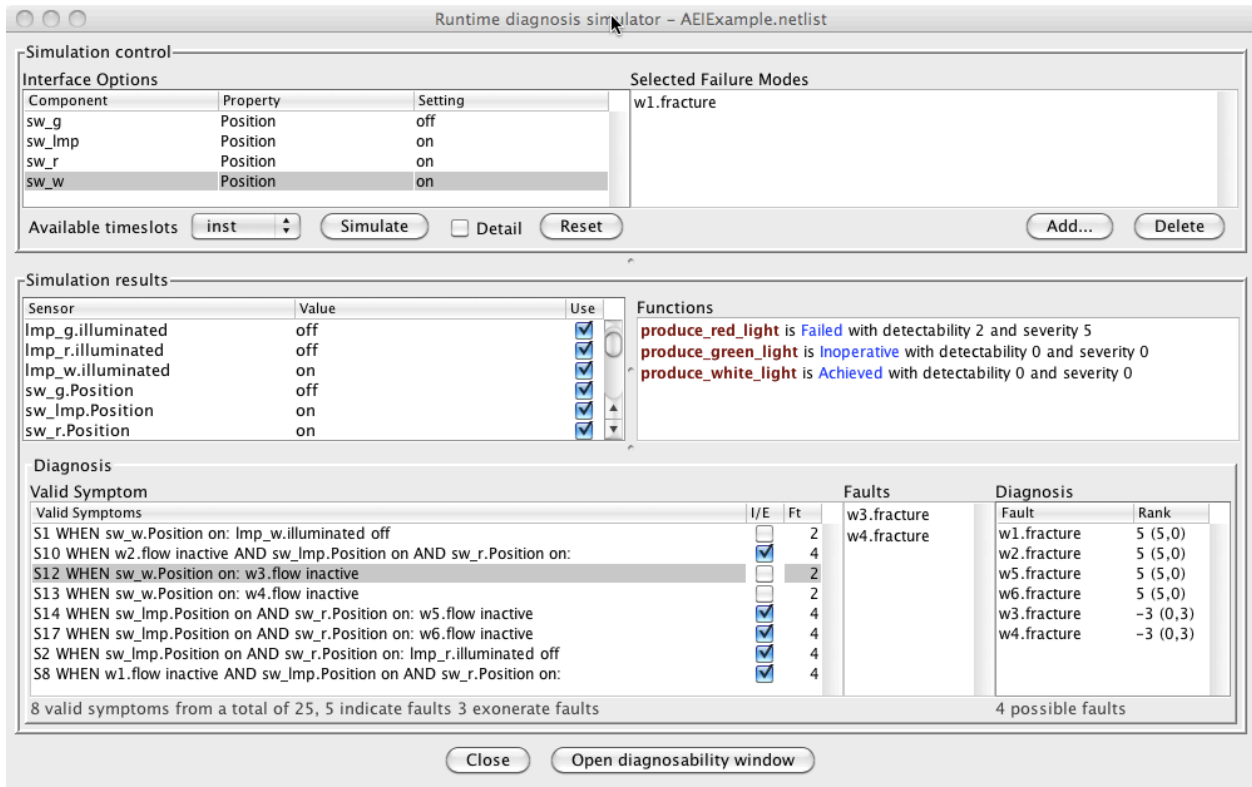 Runtime diagnosis simulator – AEIExample.netlist
Simulation control
Interface Options
Component Property Setting
sw_g Position off
sw_lmp Position on
sw_r Position on
sw_w Position on
Selected Failure Modes
w1.fracture
Available timeslots inst Simulate Detail Reset Add... Delete
Simulation results
Sensor Value Use
lmp_g.illuminated off
lmp_r.illuminated off
lmp_w.illuminated on
sw_g.Position off
sw_lmp.Position on
sw_r.Position on
Functions
produce_red_light is Failed with detectability 2 and severity 5
produce_green_light is Inoperative with detectability 0 and severity 0
produce_white_light is Achieved with detectability 0 and severity 0
Diagnosis
Valid Symptom
Valid Symptoms I/E Ft
S1 WHEN sw_w.Position on: lmp_w.illuminated off 2
S10 WHEN w2.flow inactive AND sw_lmp.Position on AND sw_r.Position on: 4
S12 WHEN sw_w.Position on: w3.flow inactive 2
S13 WHEN sw_w.Position on: w4.flow inactive 2
S14 WHEN sw_lmp.Position on AND sw_r.Position on: w5.flow inactive 4
S17 WHEN sw_lmp.Position on AND sw_r.Position on: w6.flow inactive 4
S2 WHEN sw_lmp.Position on AND sw_r.Position on: lmp_r.illuminated off 4
S8 WHEN w1.flow inactive AND sw_lmp.Position on AND sw_r.Position on: 4
8 valid symptoms from a total of 25, 5 indicate faults 3 exonerate faults
Faults
w3.fracture
w4.fracture
Diagnosis
Fault Rank
w1.fracture 5 (5,0)
w2.fracture 5 (5,0)
w5.fracture 5 (5,0)
w6.fracture 5 (5,0)
w3.fracture -3 (0,3)
w4.fracture -3 (0,3)
4 possible faults
Close Open diagnosability window